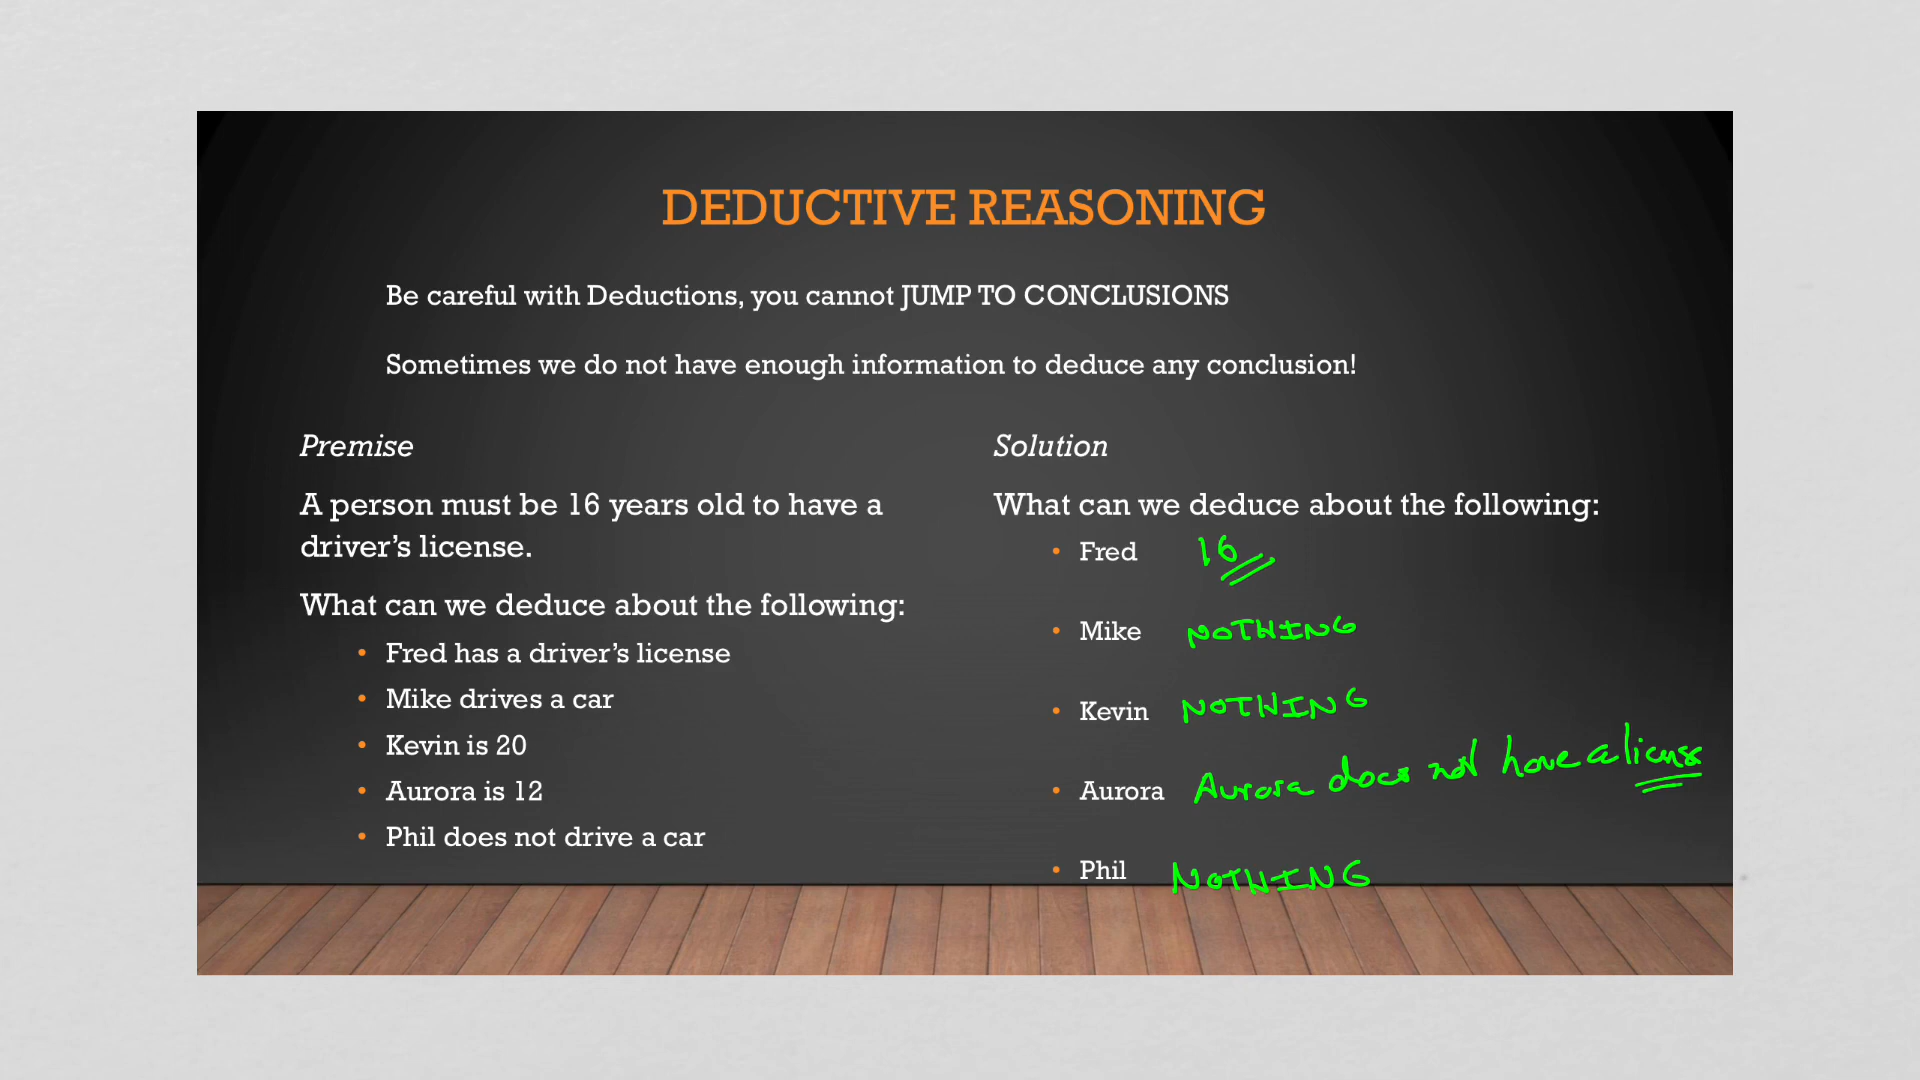 DEDUCTIVE REASONING
Be careful with Deductions, you cannot JUMP TO CONCLUSIONS
Sometimes we do not have enough information to deduce any conclusion!
Premise
A person must be 16 years old to have a
driver's license.
What can we deduce about the following:
• Fred has a driver's license
• Mike drives a car
• Kevin is 20
• Aurora is 12
• Phil does not drive a car
Solution
What can we deduce about the following:
• Fred 16
• Mike NOTHING
• Kevin NOTHING
• Aurora Aurora does not have a license
• Phil NOTHING